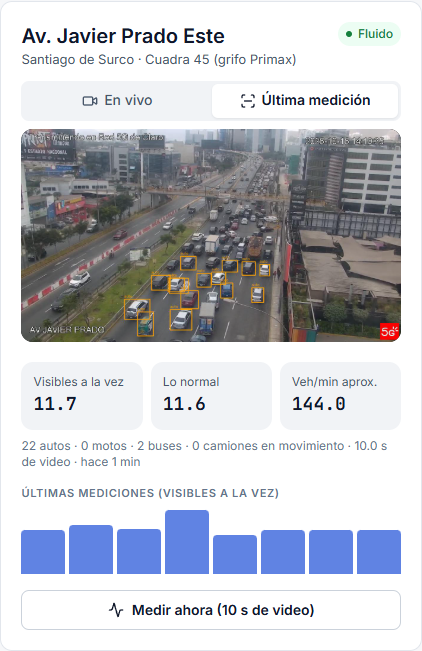 Av. Javier Prado Este
Fluido
Santiago de Surco · Cuadra 45 (grifo Primax)
En vivo
Última medición
AV JAVIER PRADO
Visibles a la vez
11.7
Lo normal
11.6
Veh/min aprox.
144.0
22 autos · 0 motos · 2 buses · 0 camiones en movimiento · 10.0 s
de video · hace 1 min
ÚLTIMAS MEDICIONES (VISIBLES A LA VEZ)
Medir ahora (10 s de video)